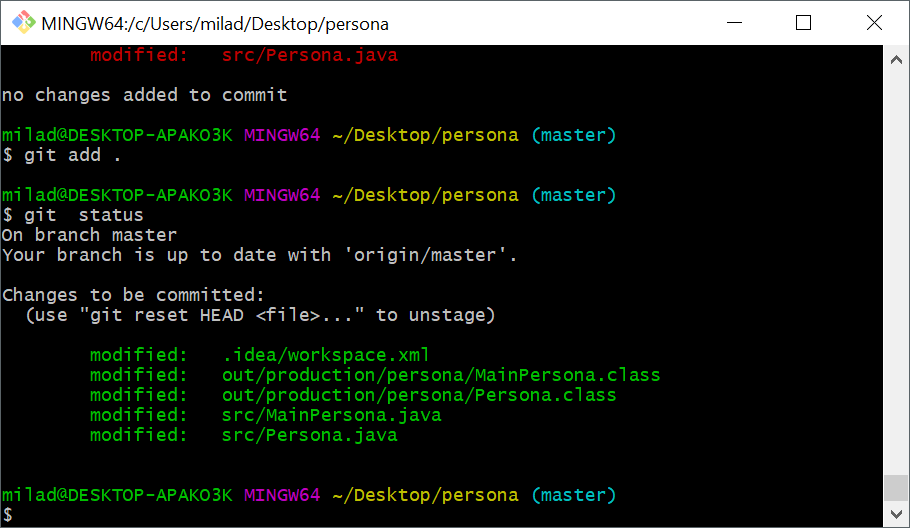 MINGW64:/c/Users/milad/Desktop/persona
modified:   src/Persona.java
no changes added to commit
milad@DESKTOP-APAKO3K MINGW64 ~/Desktop/persona (master)
$ git add .
milad@DESKTOP-APAKO3K MINGW64 ~/Desktop/persona (master)
$ git  status
On branch master
Your branch is up to date with 'origin/master'.
Changes to be committed:
  (use "git reset HEAD <file>..." to unstage)
modified:   .idea/workspace.xml
modified:   out/production/persona/MainPersona.class
modified:   out/production/persona/Persona.class
modified:   src/MainPersona.java
modified:   src/Persona.java
milad@DESKTOP-APAKO3K MINGW64 ~/Desktop/persona (master)
$